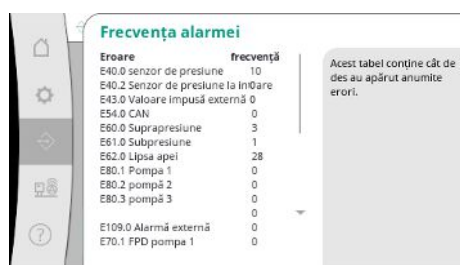 Frecvența alarmei
Eroare frecvență
E40.0 senzor de presiune 10
E40.2 Senzor de presiune la int0are
E43.0 Valoare impusă externă 0
E54.0 CAN 0
E60.0 Suprapresiune 3
E61.0 Subpresiune 1
E62.0 Lipsa apei 28
E80.1 Pompa 1 0
E80.2 pompă 2 0
E80.3 pompă 3 0
0
E109.0 Alarmă externă 0
E70.1 FPD pompa 1 0
Acest tabel conține cât de
des au apărut anumite
erori.
?